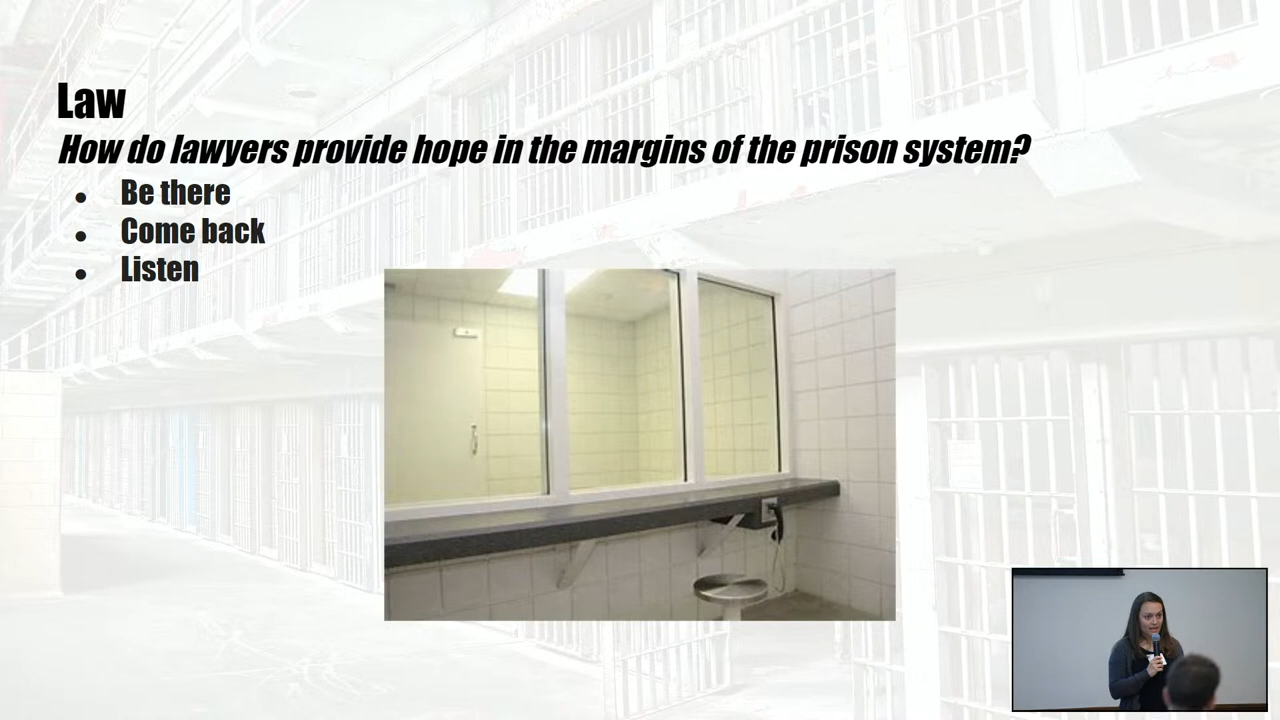 Law
How do lawyers provide hope in the margins of the prison system?
● Be there
● Come back
● Listen